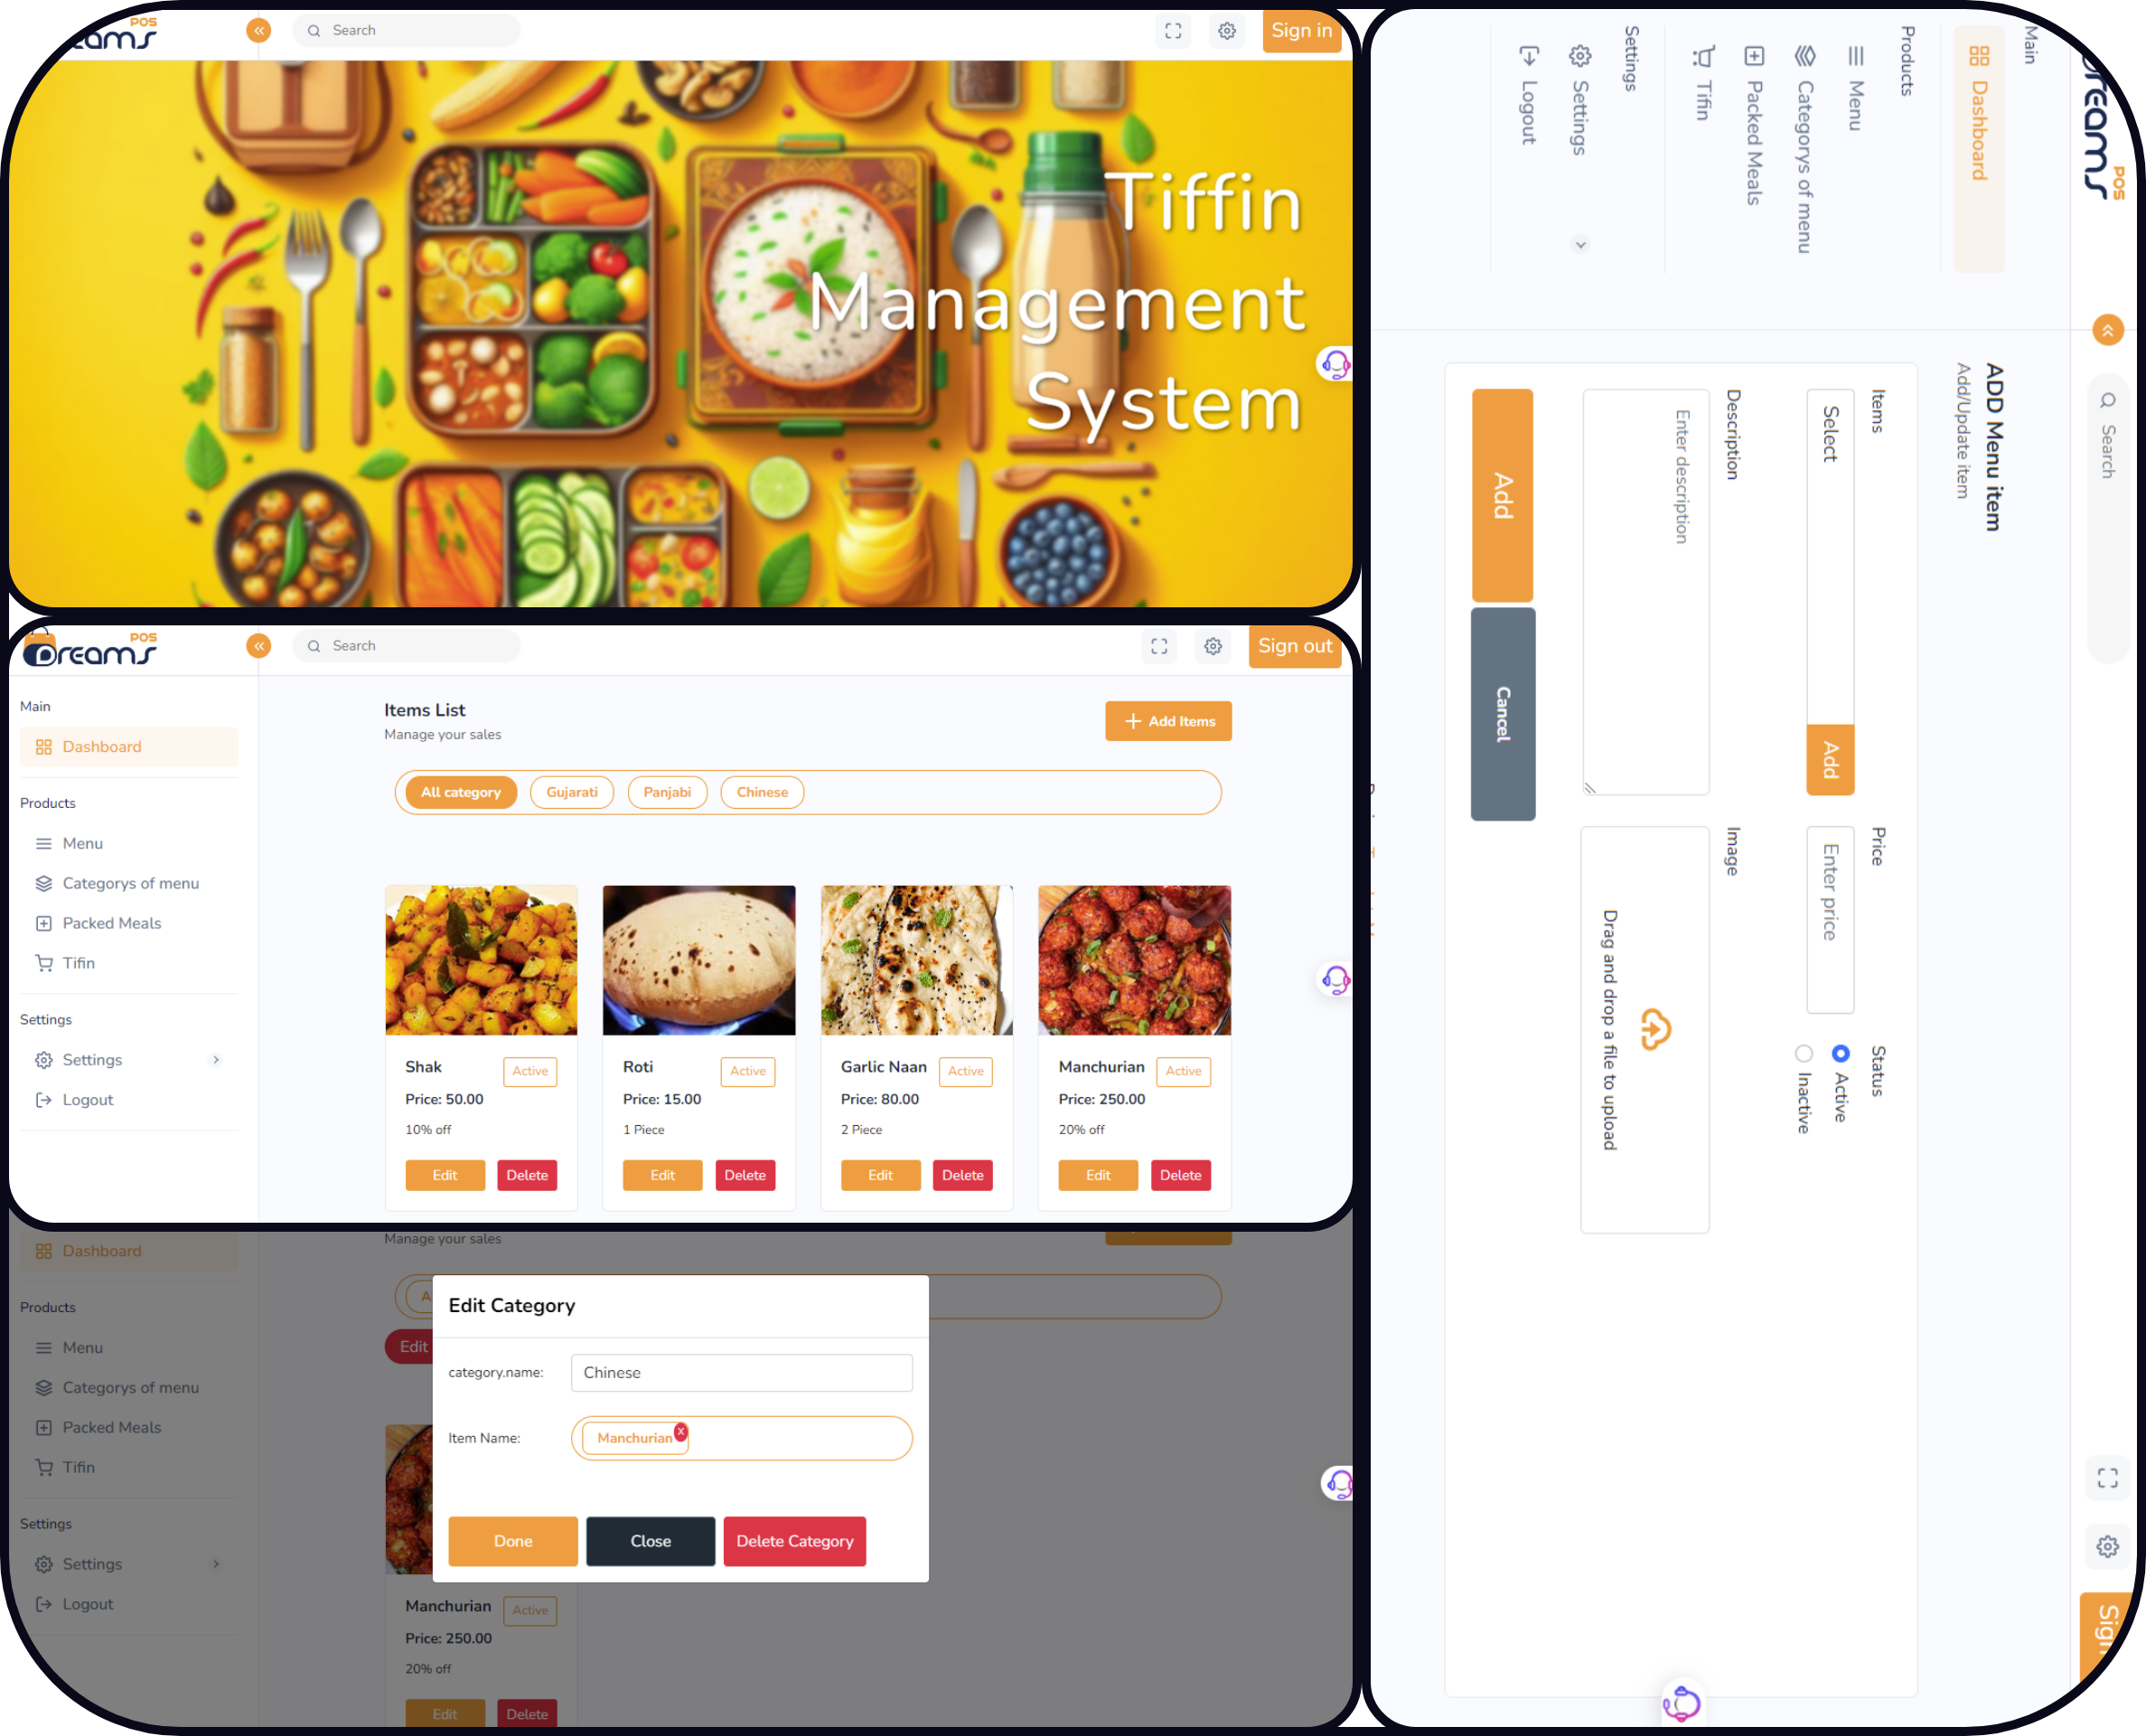 POS
reams
Search
Sign in
Tiffin
Management
System
POS
Dreams
Search
Sign out
Main
Dashboard
Products
Menu
Categorys of menu
Packed Meals
Tifin
Settings
Settings
Logout
Items List
Manage your sales
Add Items
All category
Gujarati
Panjabi
Chinese
Shak
Active
Price: 50.00
10% off
Edit
Delete
Roti
Active
Price: 15.00
1 Piece
Edit
Delete
Garlic Naan
Active
Price: 80.00
2 Piece
Edit
Delete
Manchurian
Active
Price: 250.00
20% off
Edit
Delete
Dashboard
Products
Menu
Categorys of menu
Packed Meals
Tifin
Settings
Settings
Logout
Manage your sales
A
Edit
Edit Category
category.name:
Chinese
Item Name:
Manchurian
X
Done
Close
Delete Category
Manchurian
Active
Price: 250.00
20% off
Edit
Delete
POS
Dreams
Search
Sig
Main
Dashboard
Products
Menu
Categorys of menu
Packed Meals
Tifin
Settings
Settings
Logout
ADD Menu item
Add/Update item
Items
Select
Add
Price
Enter price
Status
Active
Inactive
Description
Enter description
Image
Drag and drop a file to upload
Add
Cancel